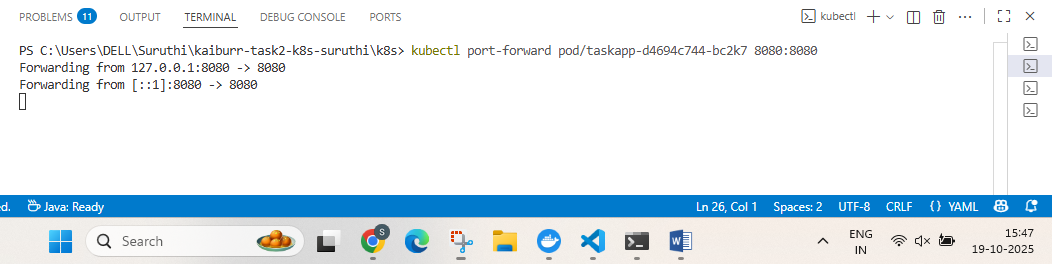 PROBLEMS 11 OUTPUT TERMINAL DEBUG CONSOLE PORTS kubectl
PS C:\Users\DELL\Suruthi\kaiburr-task2-k8s-suruthi\k8s> kubectl port-forward pod/taskapp-d4694c744-bc2k7 8080:8080
Forwarding from 127.0.0.1:8080 -> 8080
Forwarding from [::1]:8080 -> 8080
ed. Java: Ready Ln 26, Col 1 Spaces: 2 UTF-8 CRLF {} YAML
Search S W ENG 15:47
IN 19-10-2025